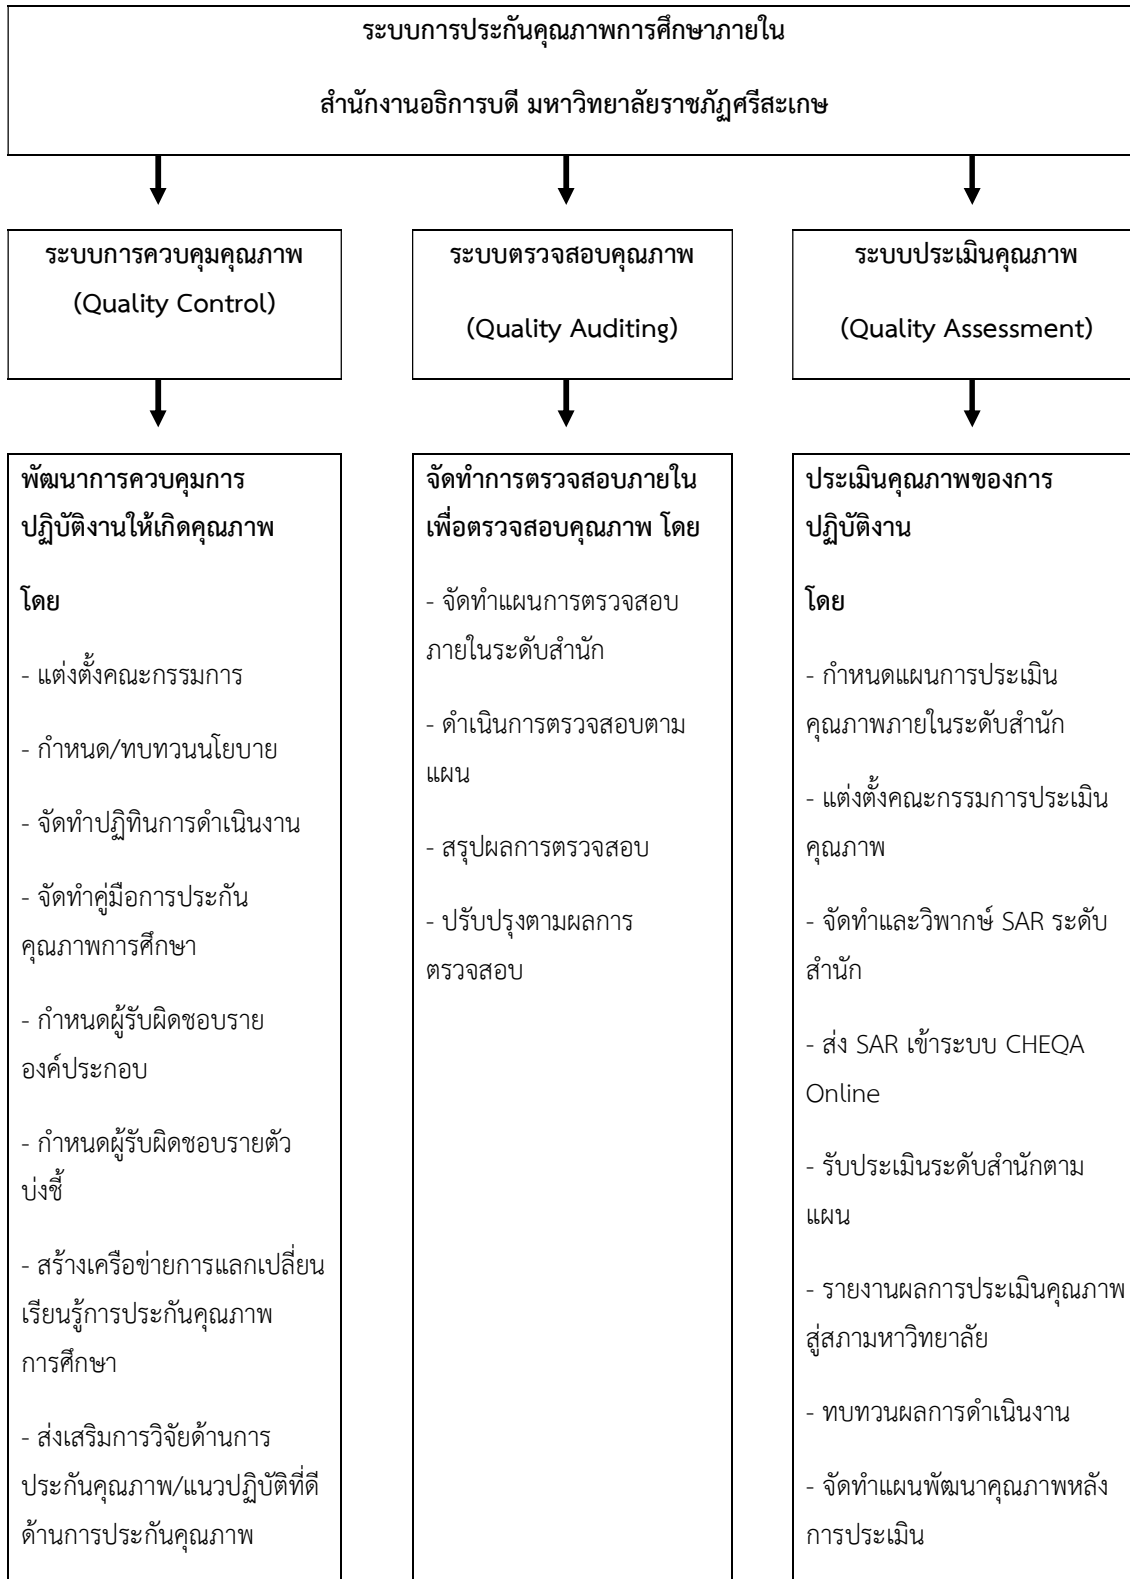 ระบบการประกันคุณภาพการศึกษาภายใน
สำนักงานอธิการบดี มหาวิทยาลัยราชภัฏศรีสะเกษ
ระบบการควบคุมคุณภาพ
(Quality Control)
ระบบตรวจสอบคุณภาพ
(Quality Auditing)
ระบบประเมินคุณภาพ
(Quality Assessment)
พัฒนาการควบคุมการ
ปฏิบัติงานให้เกิดคุณภาพ
โดย
- แต่งตั้งคณะกรรมการ
- กำหนด/ทบทวนนโยบาย
- จัดทำปฏิทินการดำเนินงาน
- จัดทำคู่มือการประกัน
คุณภาพการศึกษา
- กำหนดผู้รับผิดชอบราย
องค์ประกอบ
- กำหนดผู้รับผิดชอบรายตัว
บ่งชี้
- สร้างเครือข่ายการแลกเปลี่ยน
เรียนรู้การประกันคุณภาพ
การศึกษา
- ส่งเสริมการวิจัยด้านการ
ประกันคุณภาพ/แนวปฏิบัติที่ดี
ด้านการประกันคุณภาพ
จัดทำการตรวจสอบภายใน
เพื่อตรวจสอบคุณภาพ โดย
- จัดทำแผนการตรวจสอบ
ภายในระดับสำนัก
- ดำเนินการตรวจสอบตาม
แผน
- สรุปผลการตรวจสอบ
- ปรับปรุงตามผลการ
ตรวจสอบ
ประเมินคุณภาพของการ
ปฏิบัติงาน
โดย
- กำหนดแผนการประเมิน
คุณภาพภายในระดับสำนัก
- แต่งตั้งคณะกรรมการประเมิน
คุณภาพ
- จัดทำและวิพากษ์ SAR ระดับ
สำนัก
- ส่ง SAR เข้าระบบ CHEQA
Online
- รับประเมินระดับสำนักตาม
แผน
- รายงานผลการประเมินคุณภาพ
สู่สภามหาวิทยาลัย
- ทบทวนผลการดำเนินงาน
- จัดทำแผนพัฒนาคุณภาพหลัง
การประเมิน